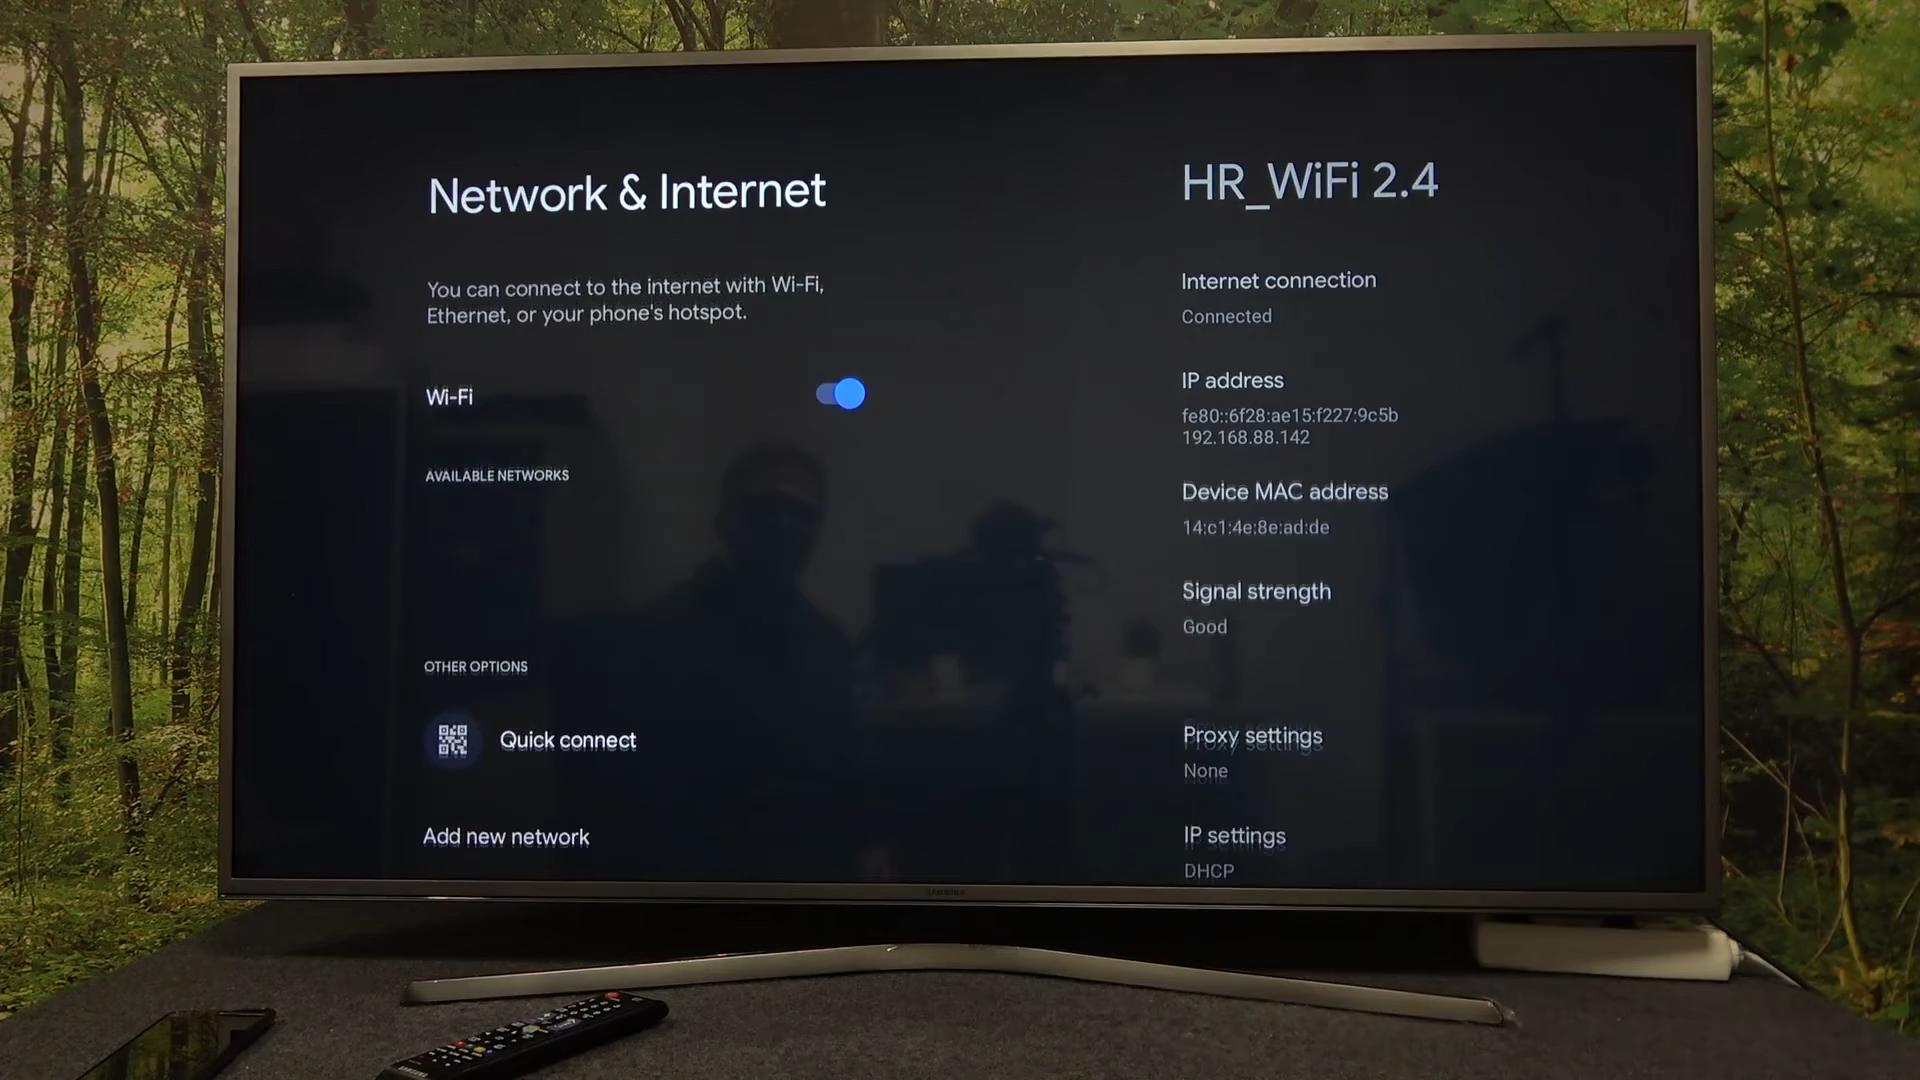 Network & Internet
You can connect to the internet with Wi-Fi,
Ethernet, or your phone's hotspot.
Wi-Fi
AVAILABLE NETWORKS
OTHER OPTIONS
Quick connect
Add new network
HR_WiFi 2.4
Internet connection
Connected
IP address
fe80::6f28:ae15:f227:9c5b
192.168.88.142
Device MAC address
14:c1:4e:8e:ad:de
Signal strength
Good
Proxy settings
None
IP settings
DHCP
SAMSUNG
SAMSUNG